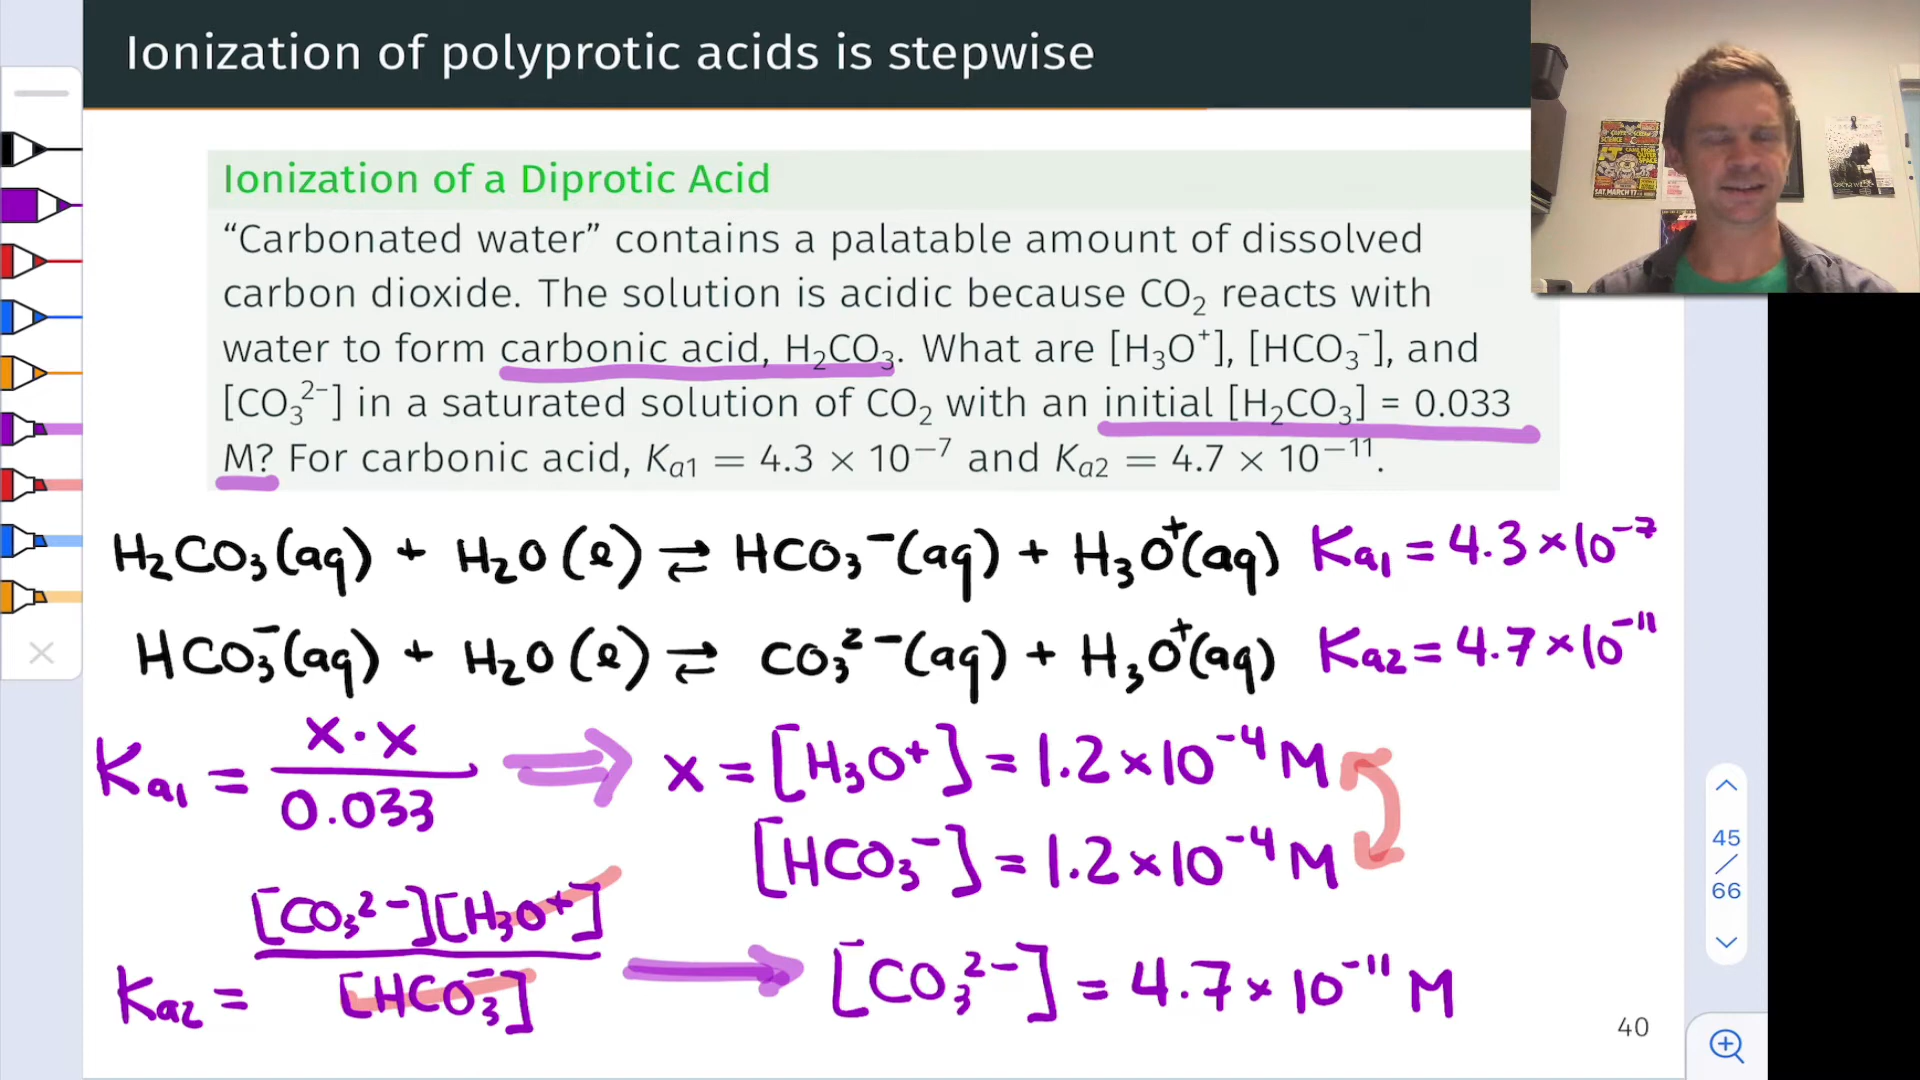 Ionization of polyprotic acids is stepwise
Ionization of a Diprotic Acid
“Carbonated water” contains a palatable amount of dissolved
carbon dioxide. The solution is acidic because CO₂ reacts with
water to form carbonic acid, H₂CO₃. What are [H₃O⁺], [HCO₃⁻], and
[CO₃²⁻] in a saturated solution of CO₂ with an initial [H₂CO₃] = 0.033
M? For carbonic acid, Kₐ₁ = 4.3 × 10⁻⁷ and Kₐ₂ = 4.7 × 10⁻¹¹.
H₂CO₃(aq) + H₂O(ℓ) ⇌ HCO₃⁻(aq) + H₃O⁺(aq) Kₐ₁ = 4.3 × 10⁻⁷
HCO₃⁻(aq) + H₂O(ℓ) ⇌ CO₃²⁻(aq) + H₃O⁺(aq) Kₐ₂ = 4.7 × 10⁻¹¹
Kₐ₁ = x·x / 0.033 ⇒ x = [H₃O⁺] = 1.2 × 10⁻⁴ M
[HCO₃⁻] = 1.2 × 10⁻⁴ M
Kₐ₂ = [CO₃²⁻][H₃O⁺] / [HCO₃⁻] → [CO₃²⁻] = 4.7 × 10⁻¹¹ M
40
45
/
66
SAT. MARCH 17